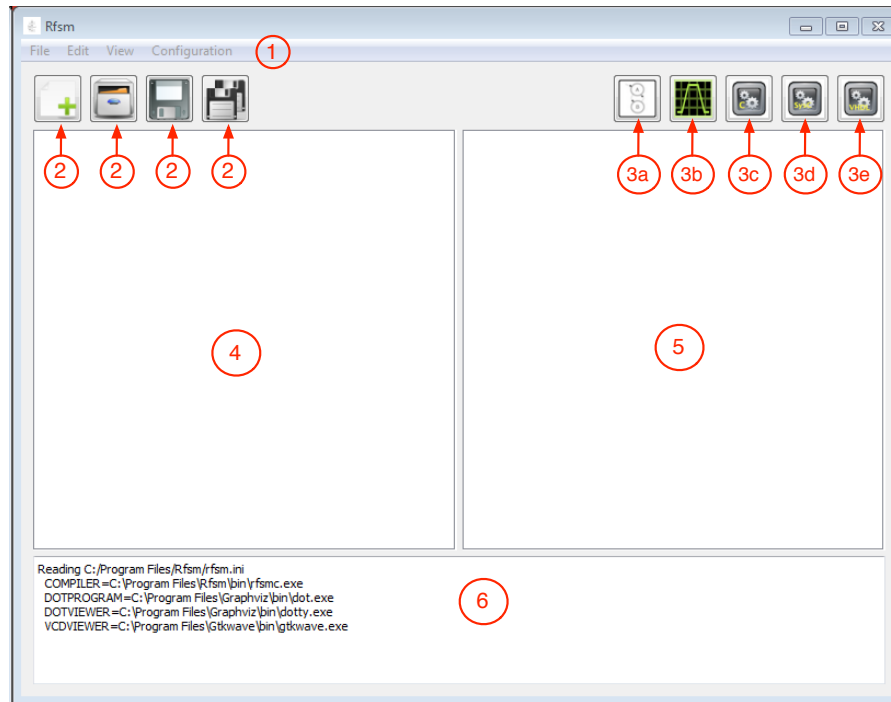 Rfsm
File Edit View Configuration 1
C SystC VHDL
2 2 2 2 3a 3b 3c 3d 3e
4 5
Reading C:/Program Files/Rfsm/rfsm.ini
COMPILER=C:\Program Files\Rfsm\bin\rfsmc.exe
DOTPROGRAM=C:\Program Files\Graphviz\bin\dot.exe
DOTVIEWER=C:\Program Files\Graphviz\bin\dotty.exe
VCDVIEWER=C:\Program Files\Gtkwave\bin\gtkwave.exe
6